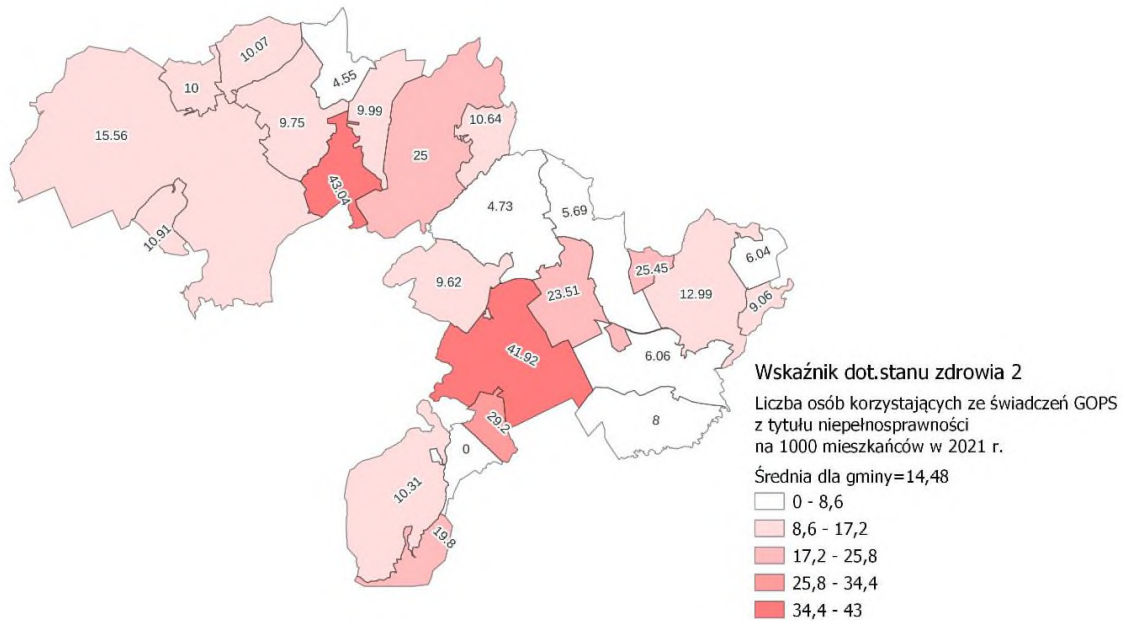 10.07
4.55
10
9.75
9.99
15.56
10.64
25
43.04
4.73
5.69
10.91
6.04
25.45
9.62
23.51
12.99
9.06
41.92
6.06
29.2
8
0
10.31
19.8
Wskaźnik dot.stanu zdrowia 2
Liczba osób korzystających ze świadczeń GOPS
z tytułu niepełnosprawności
na 1000 mieszkańców w 2021 r.
Średnia dla gminy=14,48
0 - 8,6
8,6 - 17,2
17,2 - 25,8
25,8 - 34,4
34,4 - 43